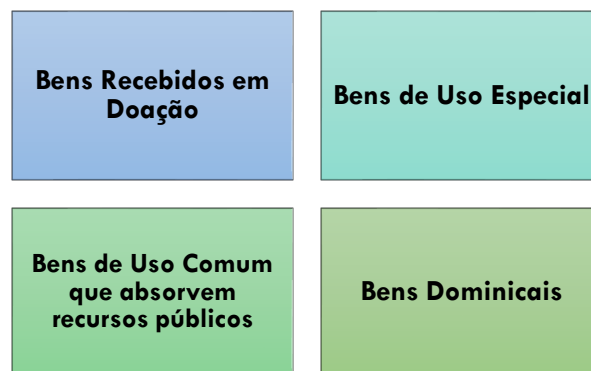 Bens Recebidos em
Doação
Bens de Uso Especial
Bens de Uso Comum
que absorvem
recursos públicos
Bens Dominicais